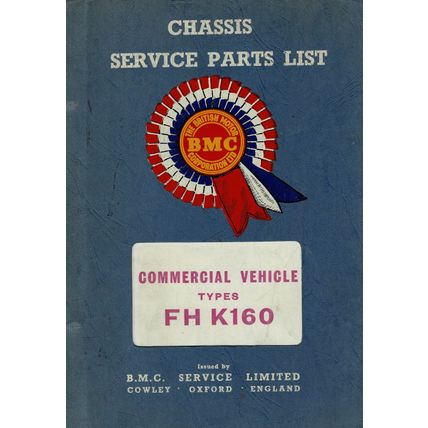 CHASSIS
SERVICE PARTS LIST
THE BRITISH MOTOR
BMC
CORPORATION LTD
COMMERCIAL VEHICLE
TYPES
FH K160
Issued by
B.M.C. SERVICE LIMITED
COWLEY · OXFORD · ENGLAND